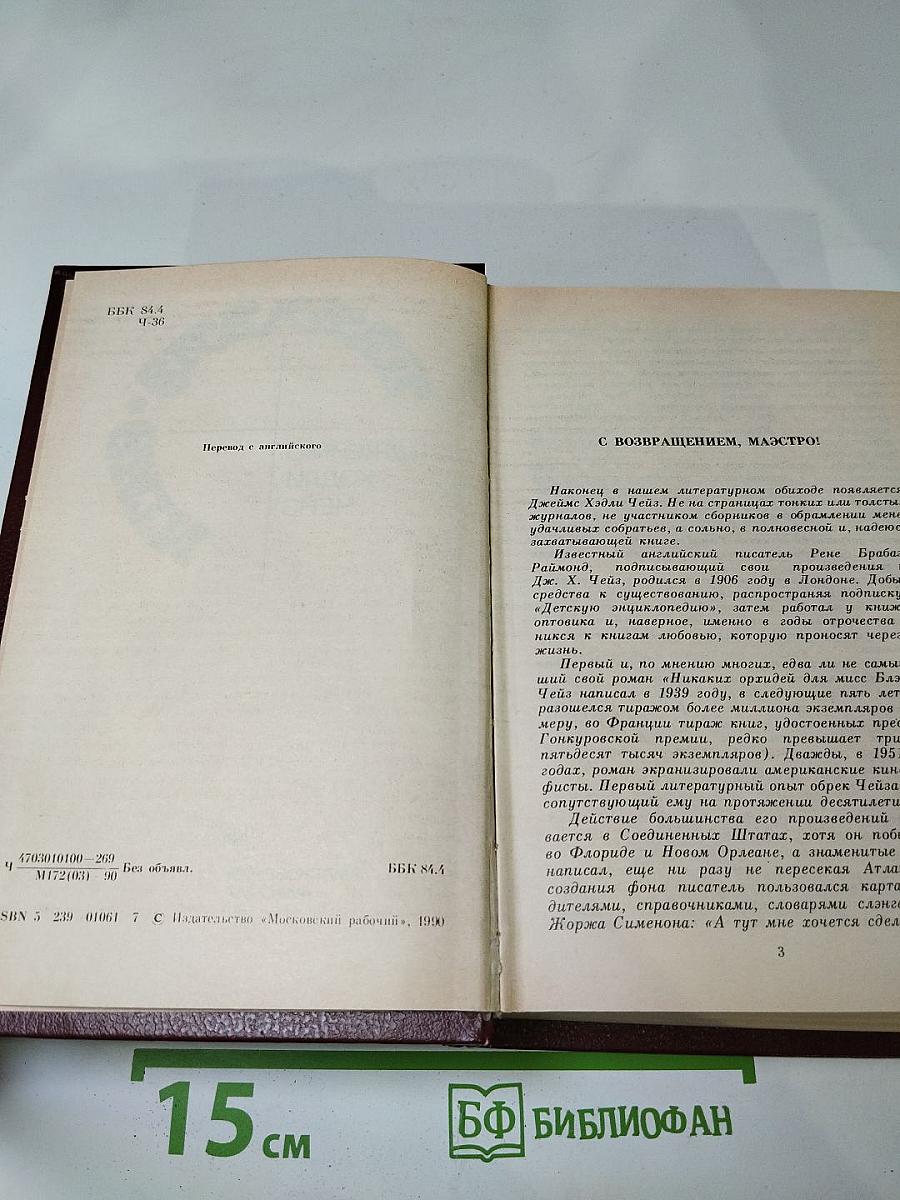 ББК 84.4
Ч-36
Перевод с английского
Ч 4703010100—269
М172(03) - 90 Без объявл.
ББК 84.4
SBN 5 239 01061 7 © Издательство «Московский рабочий», 1990
С ВОЗВРАЩЕНИЕМ, МАЭСТРО!
Наконец в нашем литературном обиходе появляется
Джеймс Хэдли Чейз. Не на страницах тонких или толсты
журналов, не участником сборников в обрамлении мене
удачливых собратьев, а сольно, в полновесной и, надеюс
захватывающей книге.
Известный английский писатель Рене Брабаз
Раймонд, подписывающий свои произведения
Дж. Х. Чейз, родился в 1906 году в Лондоне. Добы
средства к существованию, распространяя подписку
«Детскую энциклопедию», затем работал у книж
оптовика и, наверное, именно в годы отрочества
никся к книгам любовью, которую проносят через
жизнь.
Первый и, по мнению многих, едва ли не самы
ший свой роман «Никаких орхидей для мисс Блэ
Чейз написал в 1939 году, в следующие пять лет
разошелся тиражом более миллиона экземпляров
меру, во Франции тираж книг, удостоенных прес
Гонкуровской премии, редко превышает три
пятьдесят тысяч экземпляров). Дважды, в 1951
годах, роман экранизировали американские кин
фисты. Первый литературный опыт обрек Чейза
сопутствующий ему на протяжении десятилети
Действие большинства его произведений
вается в Соединенных Штатах, хотя он побы
во Флориде и Новом Орлеане, а знаменитые
написал, еще ни разу не пересекая Атла
создания фона писатель пользовался карта
дителями, справочниками, словарями слэнга
Жоржа Сименона: «А тут мне хочется сдел
3
15 см
БФ БИБЛИОФАН